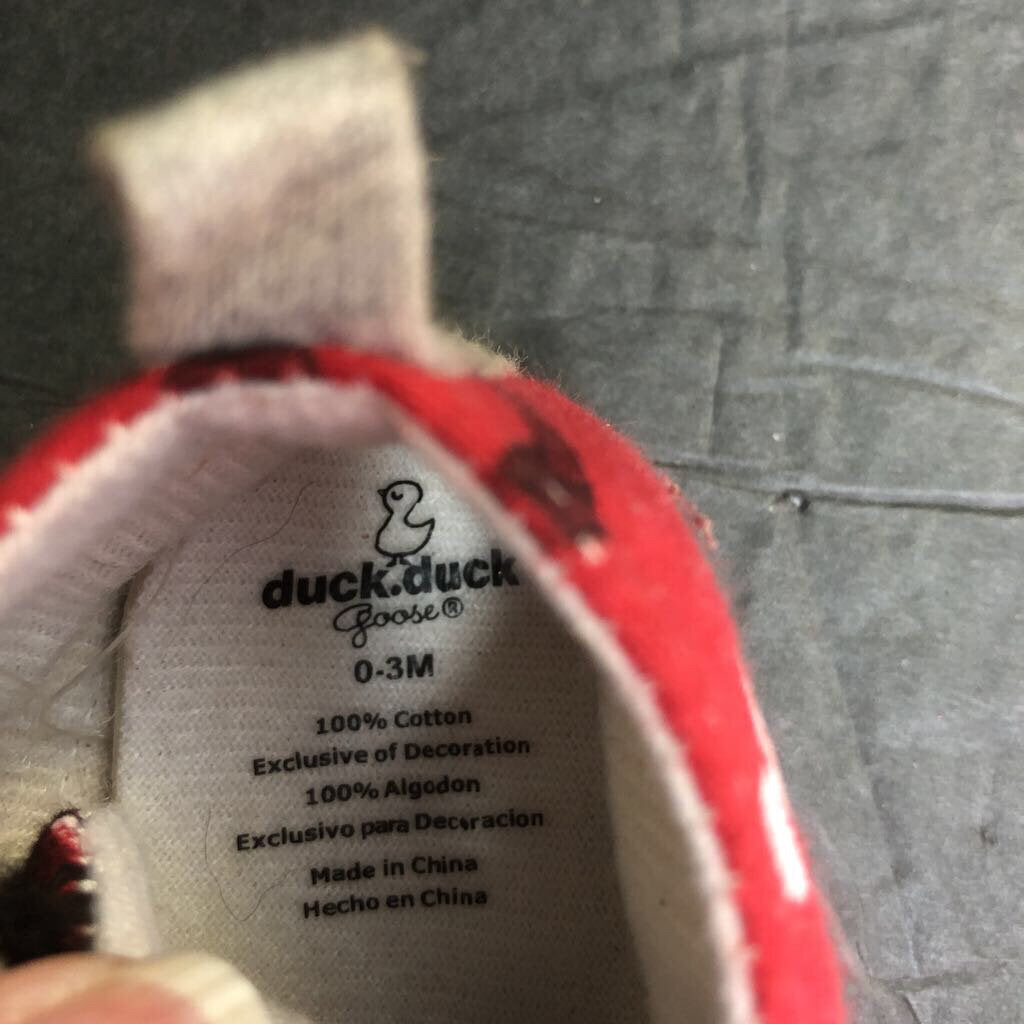 duck.duck
goose®
0-3M
100% Cotton
Exclusive of Decoration
100% Algodon
Exclusivo para Decoracion
Made in China
Hecho en China